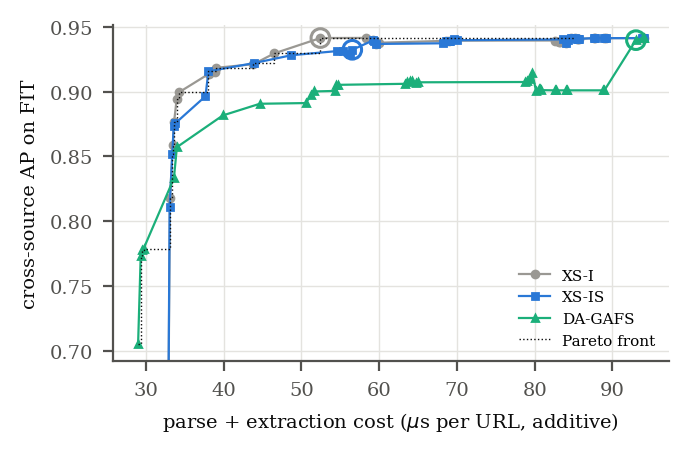 0.95
0.90
0.85
0.80
0.75
0.70
cross-source AP on FIT
30 40 50 60 70 80 90
parse + extraction cost (μs per URL, additive)
XS-I
XS-IS
DA-GAFS
Pareto front